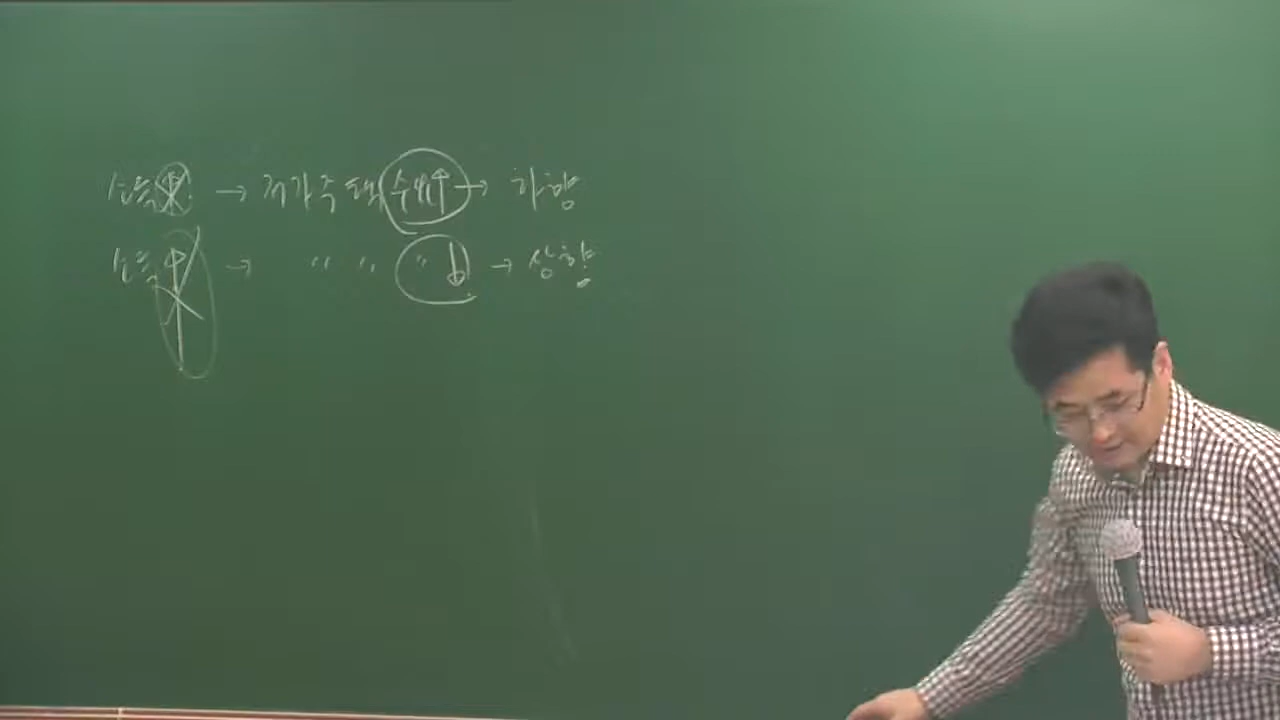 소득 → 저가주택 수요↑ → 하향
소득↑ → 〃 〃 〃 ↓ → 상향